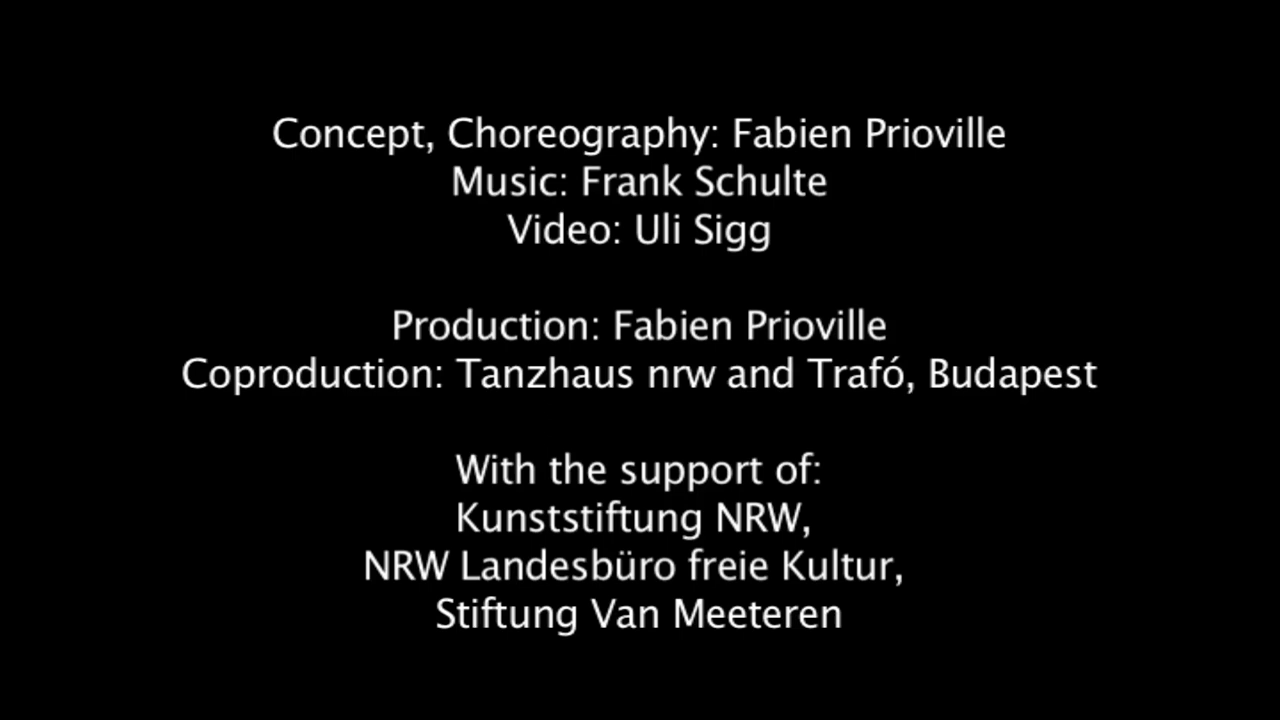 Concept, Choreography: Fabien Prioville
Music: Frank Schulte
Video: Uli Sigg
Production: Fabien Prioville
Coproduction: Tanzhaus nrw and Trafó, Budapest
With the support of:
Kunststiftung NRW,
NRW Landesbüro freie Kultur,
Stiftung Van Meeteren